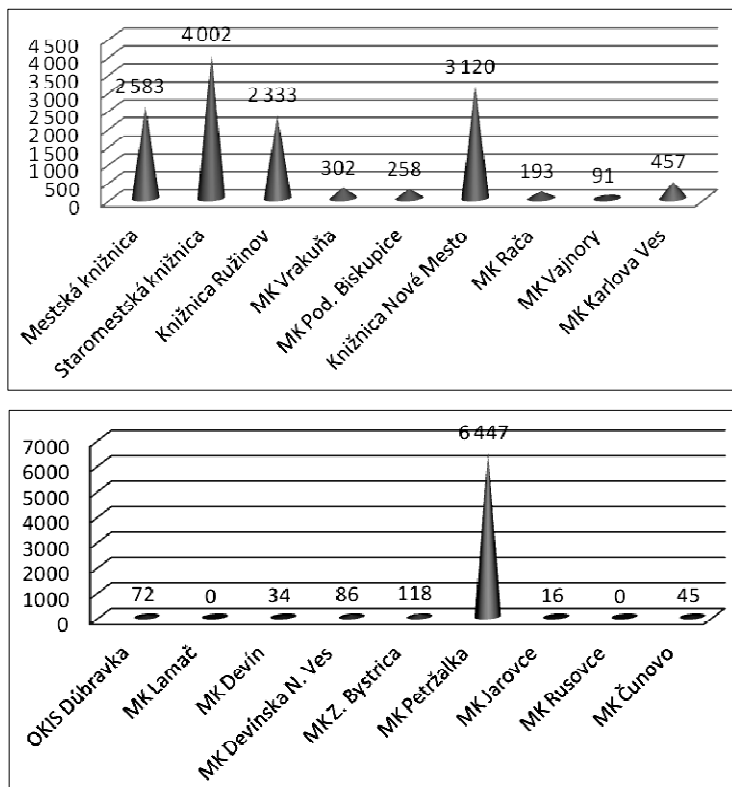 4 500
4 000
3 500
3 000
2 500
2 000
1 500
1 000
500
0
2 583
4 002
2 333
302
258
3 120
193
91
457
Mestská knižnica
Staromestská knižnica
Knižnica Ružinov
MK Vrakuňa
MK Pod. Biskupice
Knižnica Nové Mesto
MK Rača
MK Vajnory
MK Karlova Ves
7000
6000
5000
4000
3000
2000
1000
0
72
0
34
86
118
6 447
16
0
45
OKIS Dúbravka
MK Lamač
MK Devín
MK Devínska N. Ves
MK Z. Bystrica
MK Petržalka
MK Jarovce
MK Rusovce
MK Čunovo